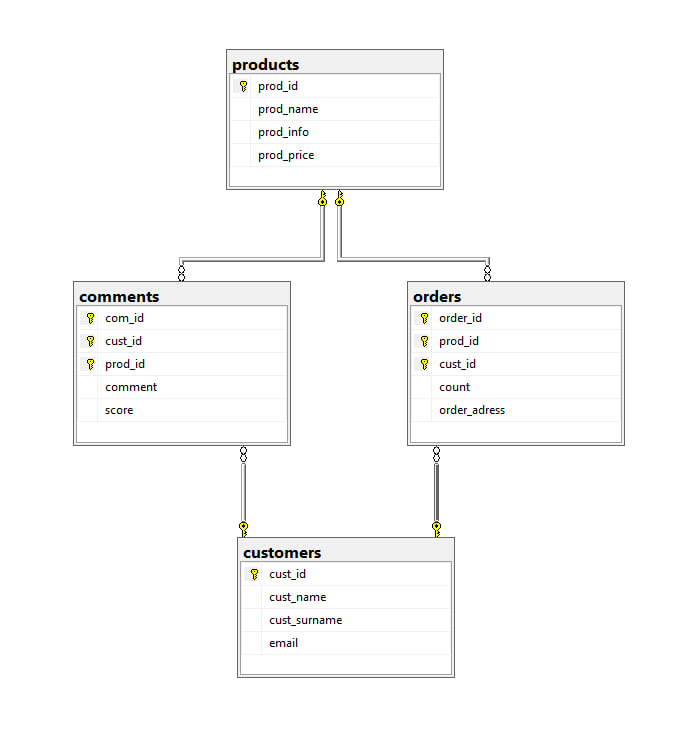 products
prod_id
prod_name
prod_info
prod_price
comments
com_id
cust_id
prod_id
comment
score
orders
order_id
prod_id
cust_id
count
order_adress
customers
cust_id
cust_name
cust_surname
email